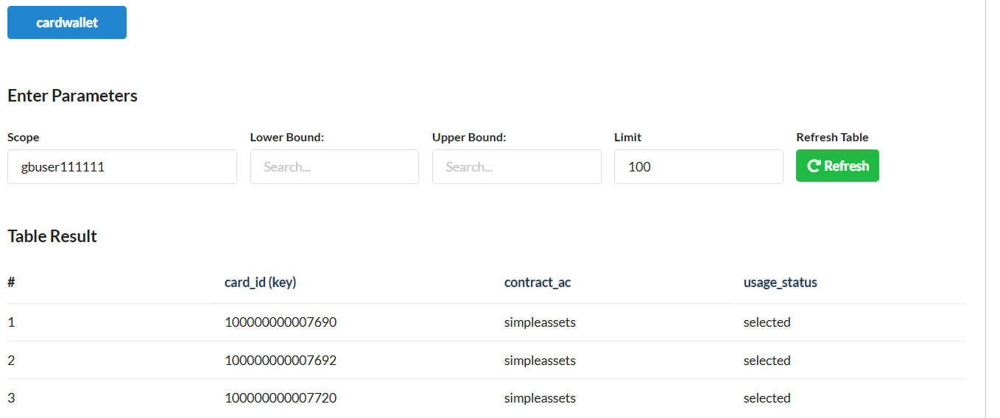 cardwallet
Enter Parameters
Scope Lower Bound: Upper Bound: Limit Refresh Table
gbuser111111 Search... Search... 100 Refresh
Table Result
# card_id (key) contract_ac usage_status
1 100000000007690 simpleassets selected
2 100000000007692 simpleassets selected
3 100000000007720 simpleassets selected